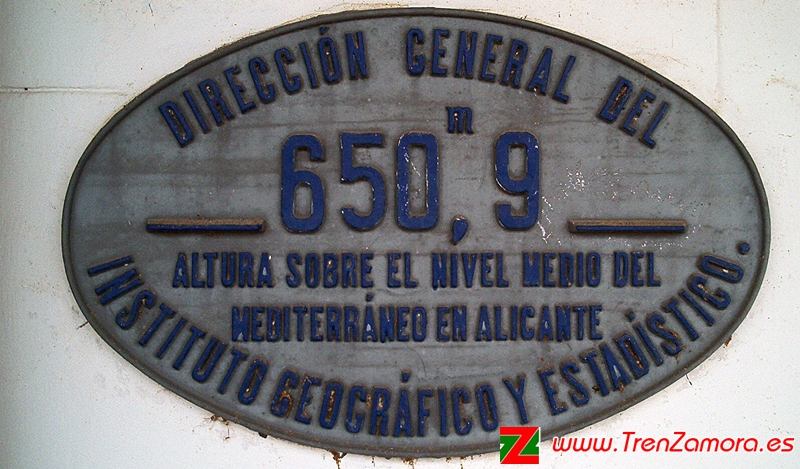 DIRECCIÓN GENERAL DEL
650,9 m
ALTURA SOBRE EL NIVEL MEDIO DEL
MEDITERRÁNEO EN ALICANTE
INSTITUTO GEOGRÁFICO Y ESTADÍSTICO.
Z www.TrenZamora.es